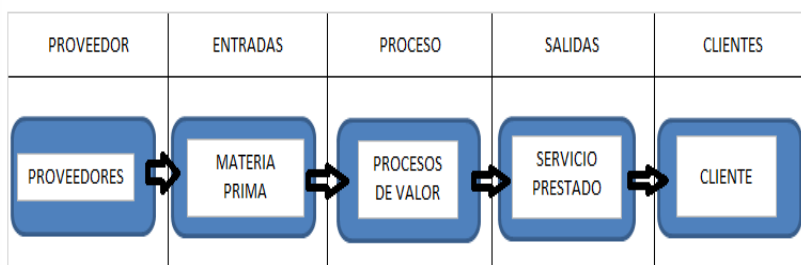 PROVEEDOR
ENTRADAS
PROCESO
SALIDAS
CLIENTES
PROVEEDORES
MATERIA
PRIMA
PROCESOS
DE VALOR
SERVICIO
PRESTADO
CLIENTE